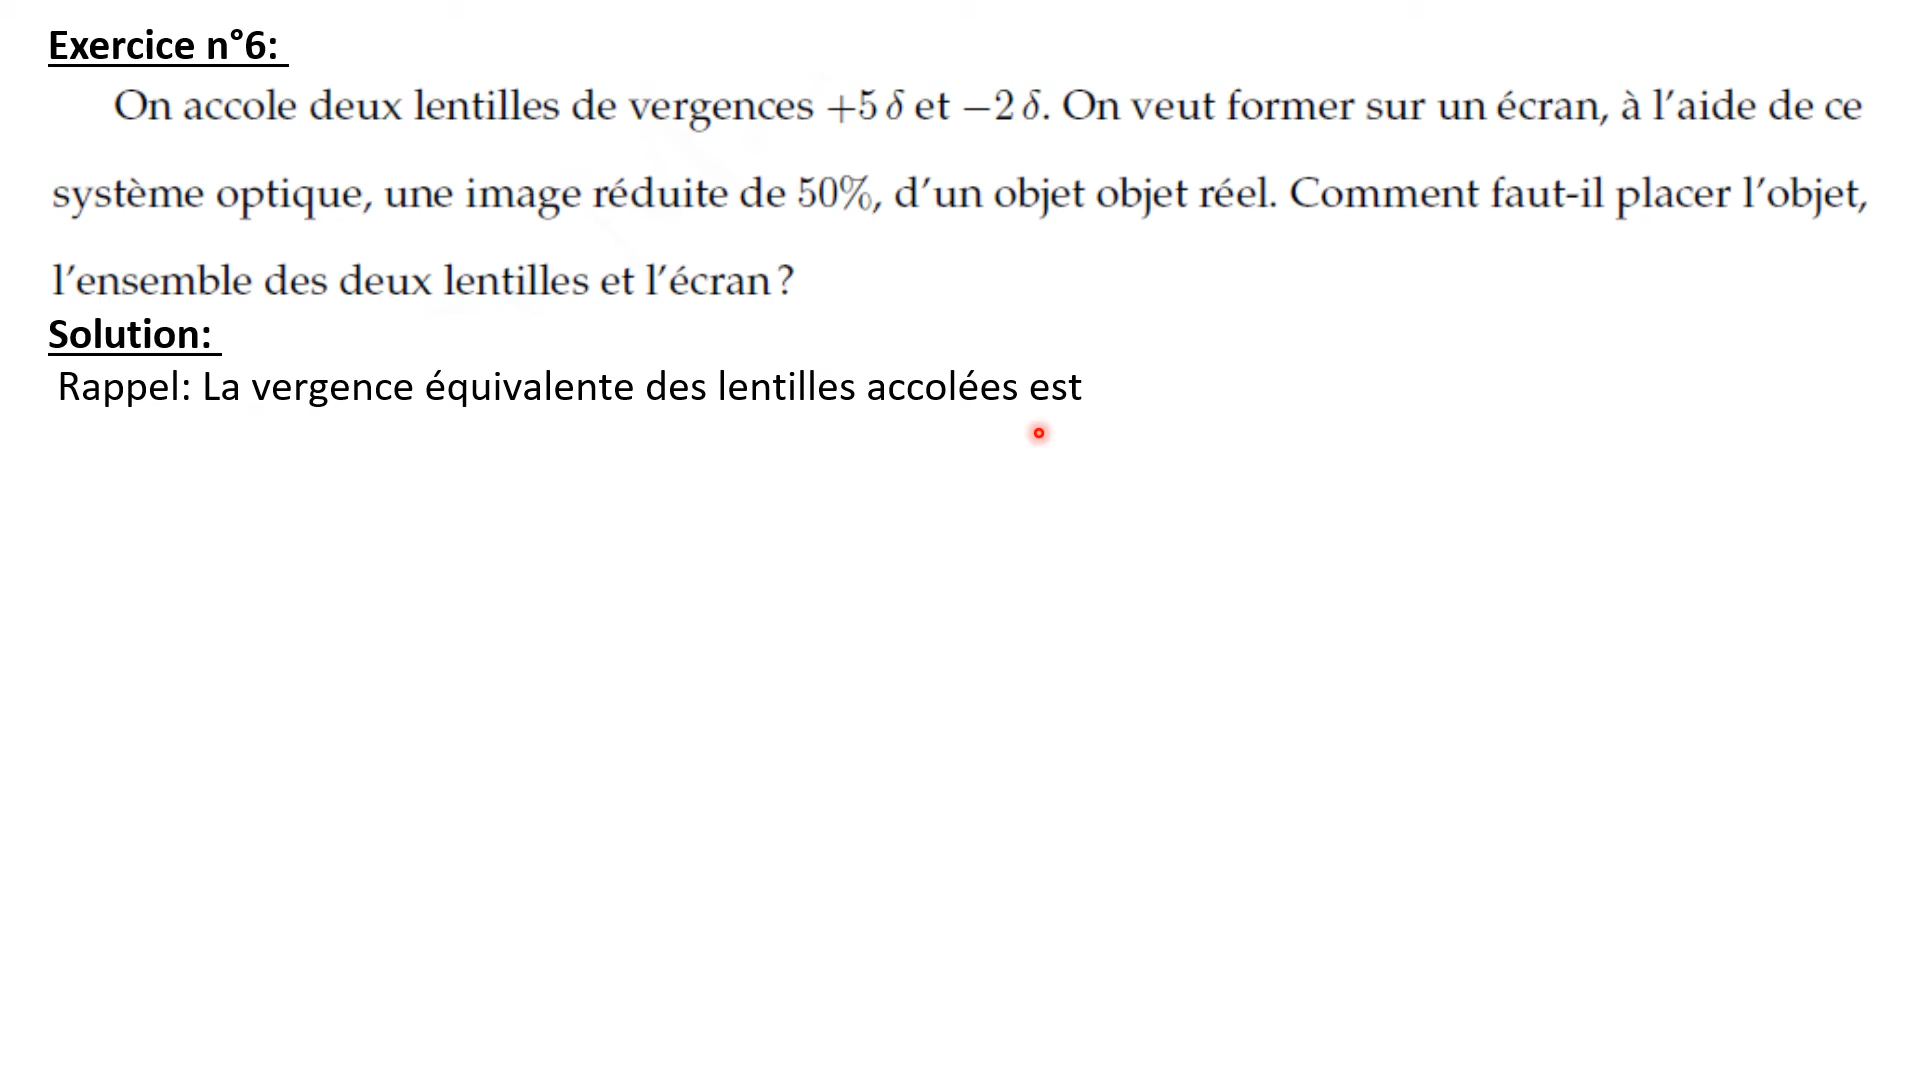 Exercice n°6:
On accole deux lentilles de vergences +5 δ et −2 δ. On veut former sur un écran, à l’aide de ce
système optique, une image réduite de 50%, d’un objet objet réel. Comment faut-il placer l’objet,
l’ensemble des deux lentilles et l’écran ?
Solution:
Rappel: La vergence équivalente des lentilles accolées est